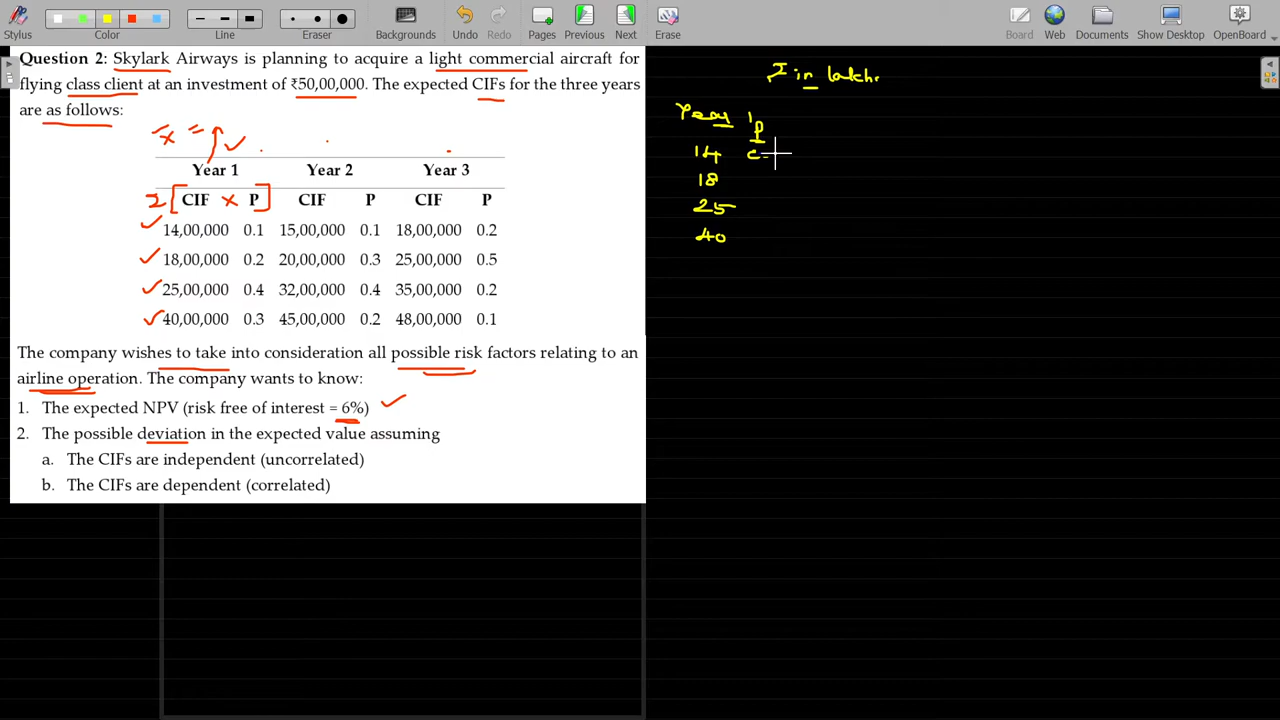 Stylus
Color
Line
Eraser
Backgrounds
Undo
Redo
Pages
Previous
Next
Erase
Board
Web
Documents
Show Desktop
OpenBoard
Question 2: Skylark Airways is planning to acquire a light commercial aircraft for
flying class client at an investment of ₹50,00,000. The expected CIFs for the three years
are as follows:
x =
Year 1 Year 2 Year 3
Σ [ CIF x P ] CIF P CIF P
14,00,000 0.1 15,00,000 0.1 18,00,000 0.2
18,00,000 0.2 20,00,000 0.3 25,00,000 0.5
25,00,000 0.4 32,00,000 0.4 35,00,000 0.2
40,00,000 0.3 45,00,000 0.2 48,00,000 0.1
The company wishes to take into consideration all possible risk factors relating to an
airline operation. The company wants to know:
1. The expected NPV (risk free of interest = 6%)
2. The possible deviation in the expected value assuming
a. The CIFs are independent (uncorrelated)
b. The CIFs are dependent (correlated)
in lakhs
Year 1
P
14
18
25
40